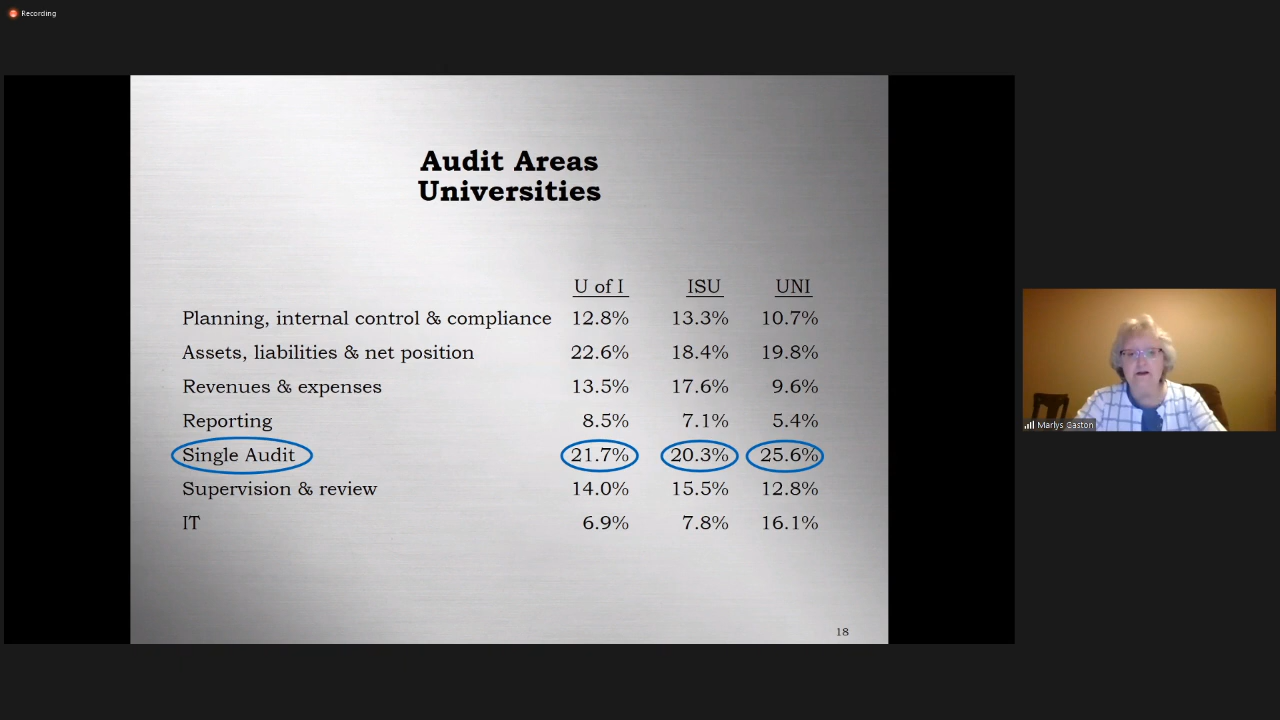 Recording
Audit Areas
Universities
U of I ISU UNI
Planning, internal control & compliance 12.8% 13.3% 10.7%
Assets, liabilities & net position 22.6% 18.4% 19.8%
Revenues & expenses 13.5% 17.6% 9.6%
Reporting 8.5% 7.1% 5.4%
Single Audit 21.7% 20.3% 25.6%
Supervision & review 14.0% 15.5% 12.8%
IT 6.9% 7.8% 16.1%
18
Marlys Gaston